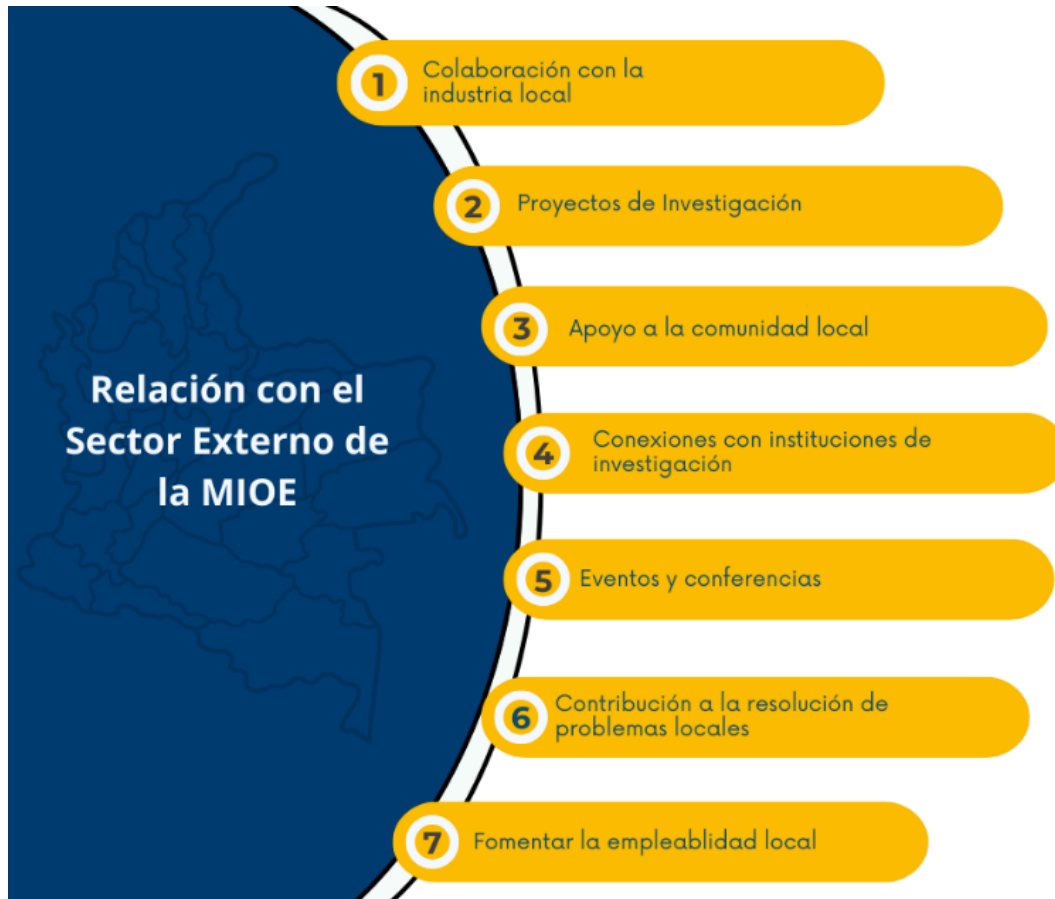 Relación con el
Sector Externo de
la MIOE
1
Colaboración con la
industria local
2
Proyectos de Investigación
3
Apoyo a la comunidad local
4
Conexiones con instituciones de
investigación
5
Eventos y conferencias
6
Contribución a la resolución de
problemas locales
7
Fomentar la empleablidad local